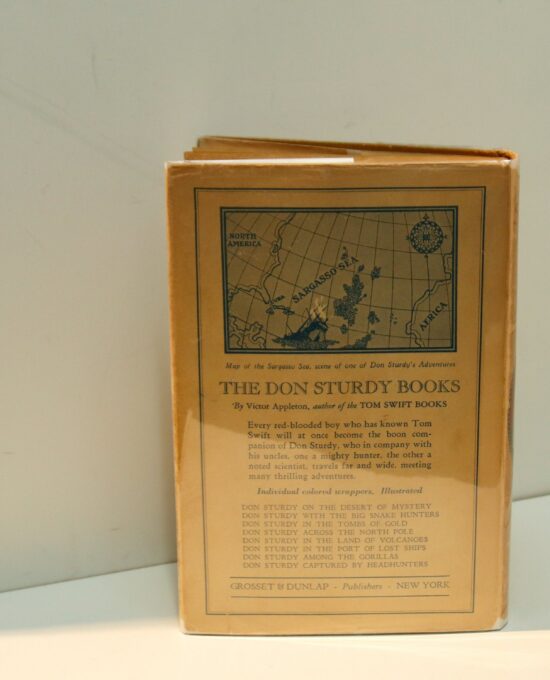 NORTH
AMERICA
SARGASSO SEA
CUBA
AFRICA
Map of the Sargasso Sea, scene of one of Don Sturdy's Adventures
THE DON STURDY BOOKS
By Victor Appleton, author of the TOM SWIFT BOOKS
Every red-blooded boy who has known Tom
Swift will at once become the boon com-
panion of Don Sturdy, who in company with
his uncles, one a mighty hunter, the other a
noted scientist, travels far and wide, meeting
many thrilling adventures.
Individual colored wrappers. Illustrated
DON STURDY ON THE DESERT OF MYSTERY
DON STURDY WITH THE BIG SNAKE HUNTERS
DON STURDY IN THE TOMBS OF GOLD
DON STURDY ACROSS THE NORTH POLE
DON STURDY IN THE LAND OF VOLCANOES
DON STURDY IN THE PORT OF LOST SHIPS
DON STURDY AMONG THE GORILLAS
DON STURDY CAPTURED BY HEADHUNTERS
GROSSET & DUNLAP - Publishers - NEW YORK